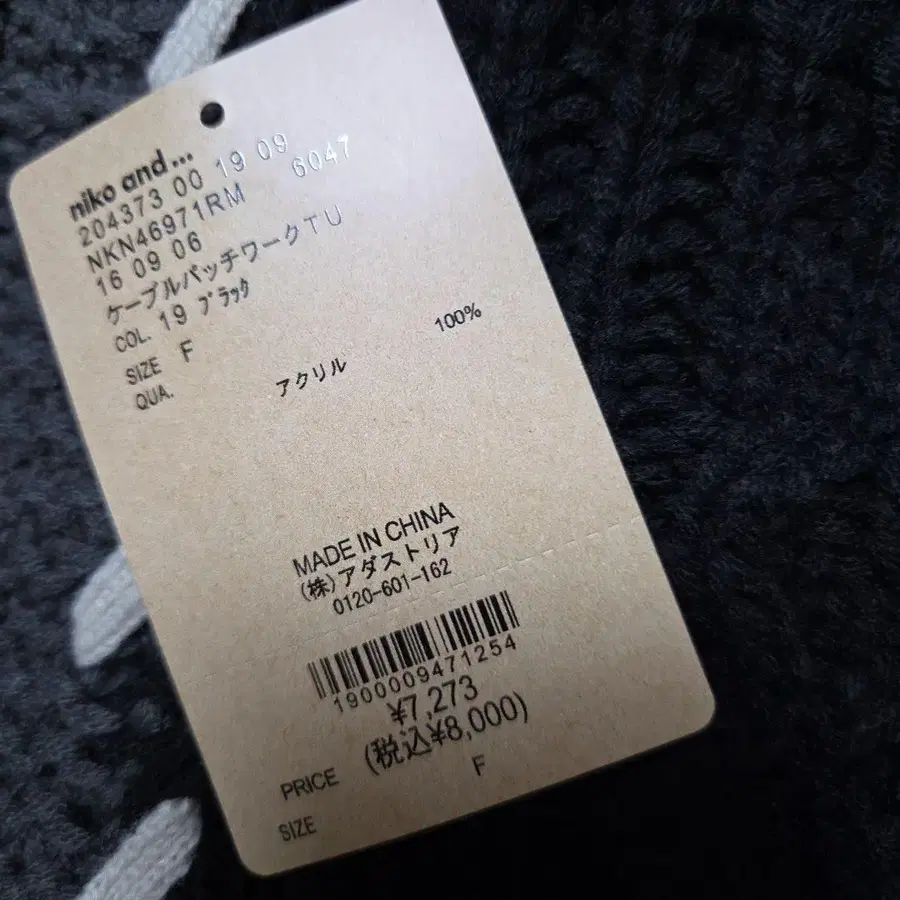 niko and...
204373 00 19 09
NKN46971RM 6047
16 09 06
ケーブルパッチワークTU
COL. 19 ブラック
SIZE F
QUA.
アクリル 100%
MADE IN CHINA
(株)アダストリア
0120-601-162
1900009471254
¥7,273
PRICE (税込¥8,000)
SIZE F